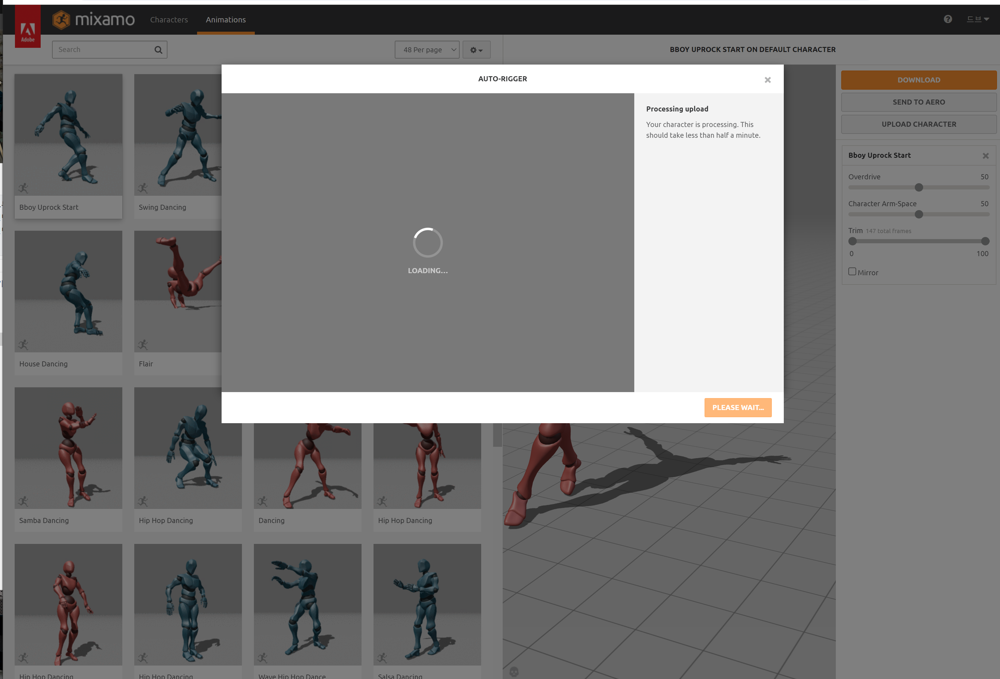 Adobe
mixamo
Characters
Animations
드브
Search
48 Per page
BBOY UPROCK START ON DEFAULT CHARACTER
AUTO-RIGGER
Processing upload
Your character is processing. This
should take less than half a minute.
LOADING...
PLEASE WAIT...
DOWNLOAD
SEND TO AERO
UPLOAD CHARACTER
Bboy Uprock Start
Overdrive 50
Character Arm-Space 50
Trim 147 total frames
0 100
Mirror
Bboy Uprock Start
Swing Dancing
House Dancing
Flair
Samba Dancing
Hip Hop Dancing
Dancing
Hip Hop Dancing
Hip Hop Dancing
Hip Hop Dancing
Wave Hip Hop Dance
Salsa Dancing